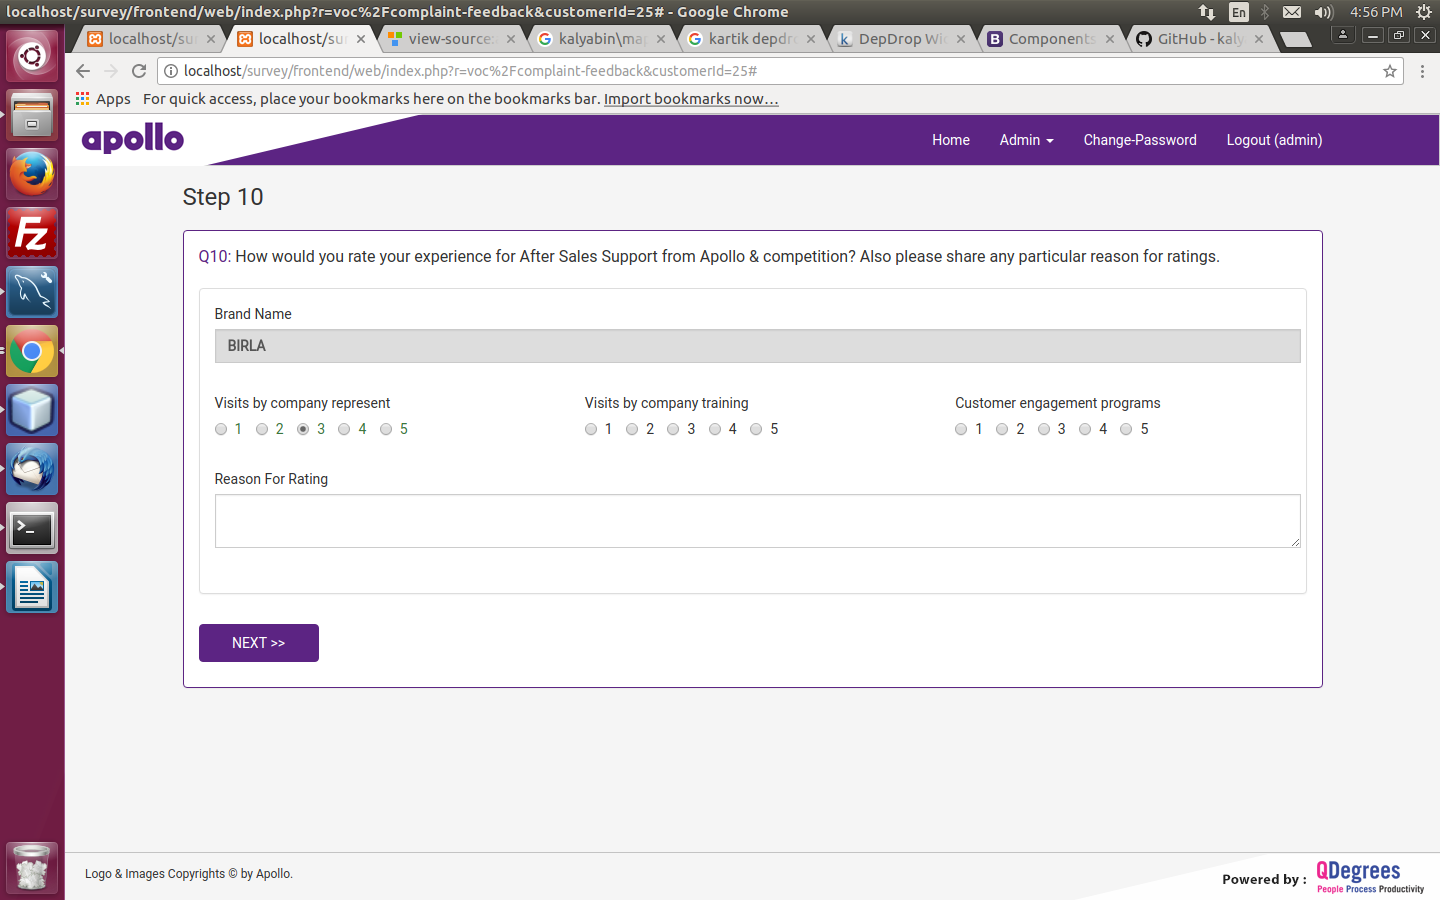 localhost/survey/frontend/web/index.php?r=voc%2Fcomplaint-feedback&customerId=25# - Google Chrome
En 4:56 PM
localhost/su view-source: kalyabin\ma kartik depdr DepDrop Wi Components GitHub - kaly
localhost/survey/frontend/web/index.php?r=voc%2Fcomplaint-feedback&customerId=25#
Apps For quick access, place your bookmarks here on the bookmarks bar. Import bookmarks now...
apollo Home Admin Change-Password Logout (admin)
Step 10
Q10: How would you rate your experience for After Sales Support from Apollo & competition? Also please share any particular reason for ratings.
Brand Name
BIRLA
Visits by company represent Visits by company training Customer engagement programs
1 2 3 4 5 1 2 3 4 5 1 2 3 4 5
Reason For Rating
NEXT >>
Logo & Images Copyrights © by Apollo.
Powered by : QDegrees
People Process Productivity